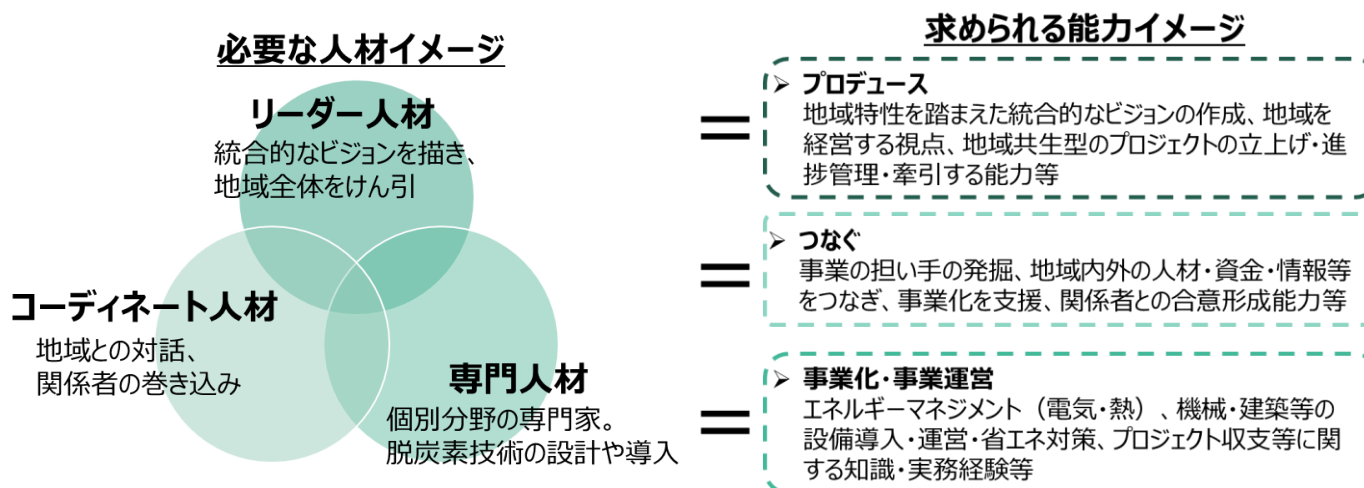 必要な人材イメージ
リーダー人材
統合的なビジョンを描き、
地域全体をけん引
コーディネート人材
地域との対話、
関係者の巻き込み
専門人材
個別分野の専門家。
脱炭素技術の設計や導入
求められる能力イメージ
＝
➢ プロデュース
地域特性を踏まえた統合的なビジョンの作成、地域を
経営する視点、地域共生型のプロジェクトの立上げ・進
捗管理・牽引する能力等
＝
➢ つなぐ
事業の担い手の発掘、地域内外の人材・資金・情報等
をつなぎ、事業化を支援、関係者との合意形成能力等
＝
➢ 事業化・事業運営
エネルギーマネジメント（電気・熱）、機械・建築等の
設備導入・運営・省エネ対策、プロジェクト収支等に関
する知識・実務経験等